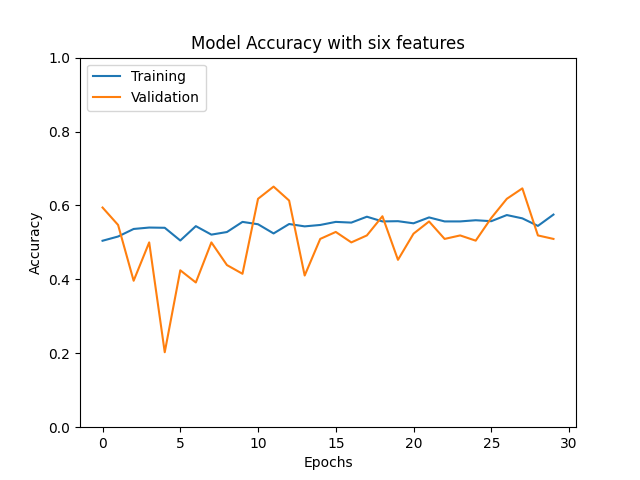 Model Accuracy with six features
Training
Validation
1.0
0.8
0.6
0.4
0.2
0.0
Accuracy
0 5 10 15 20 25 30
Epochs